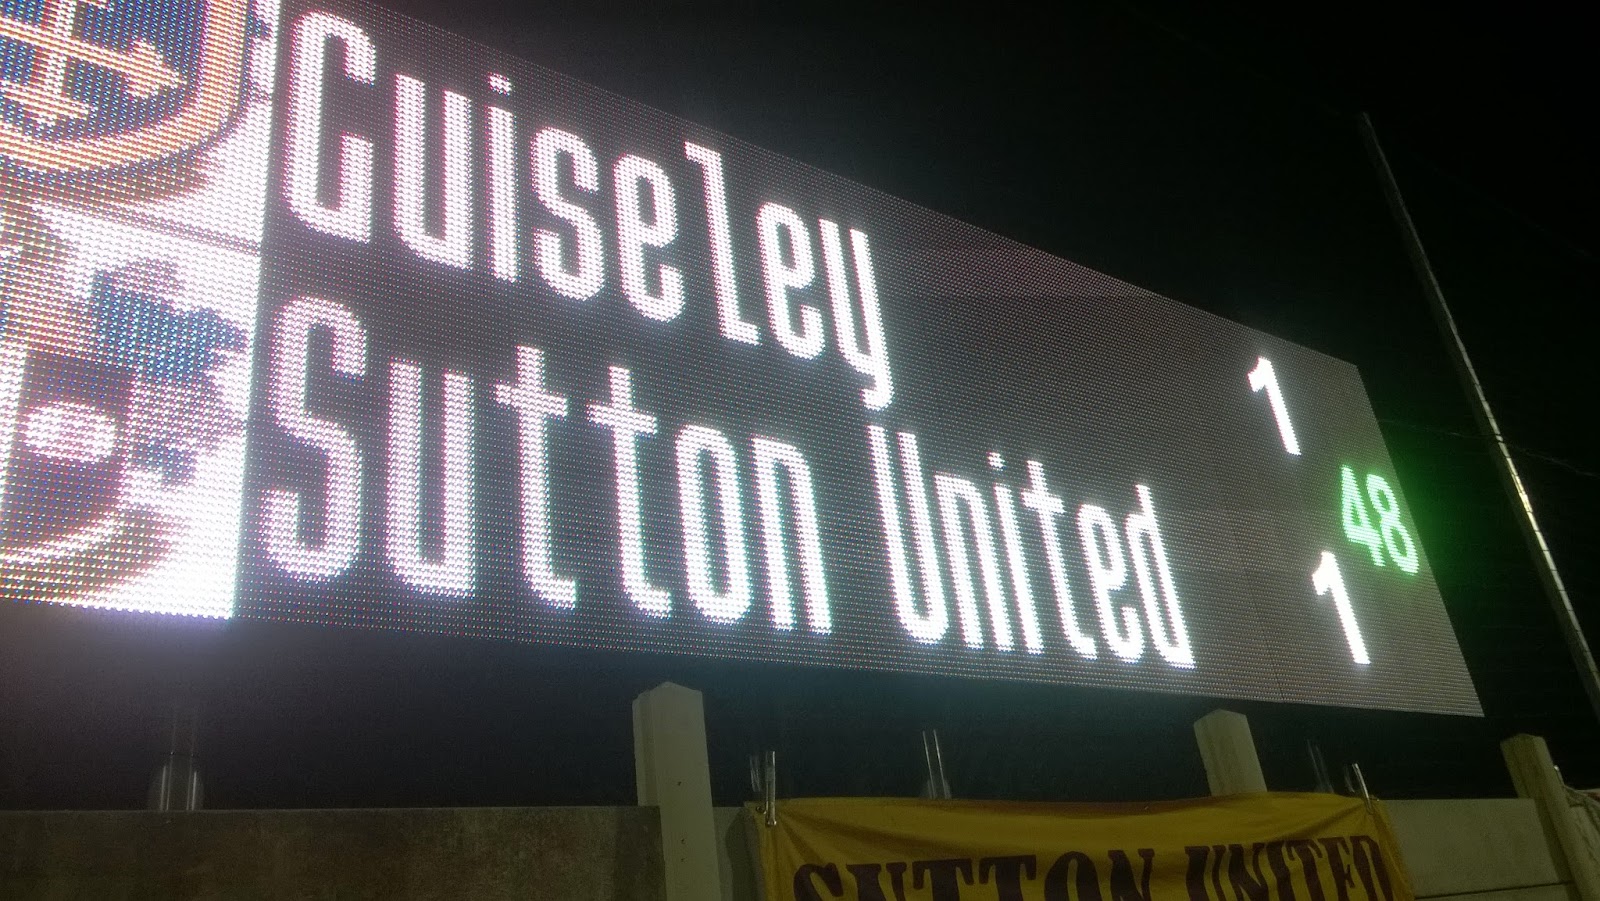 Guiseley 1
48
Sutton United 1
SUTTON UNITED